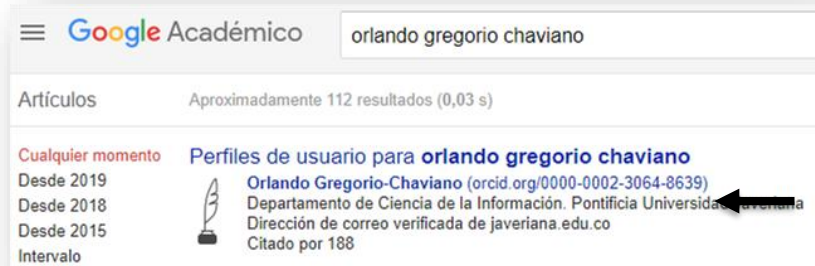 Google Académico
orlando gregorio chaviano
Artículos
Aproximadamente 112 resultados (0,03 s)
Cualquier momento
Desde 2019
Desde 2018
Desde 2015
Intervalo
Perfiles de usuario para orlando gregorio chaviano
Orlando Gregorio-Chaviano (orcid.org/0000-0002-3064-8639)
Departamento de Ciencia de la Información. Pontificia Universidad Javeriana
Dirección de correo verificada de javeriana.edu.co
Citado por 188